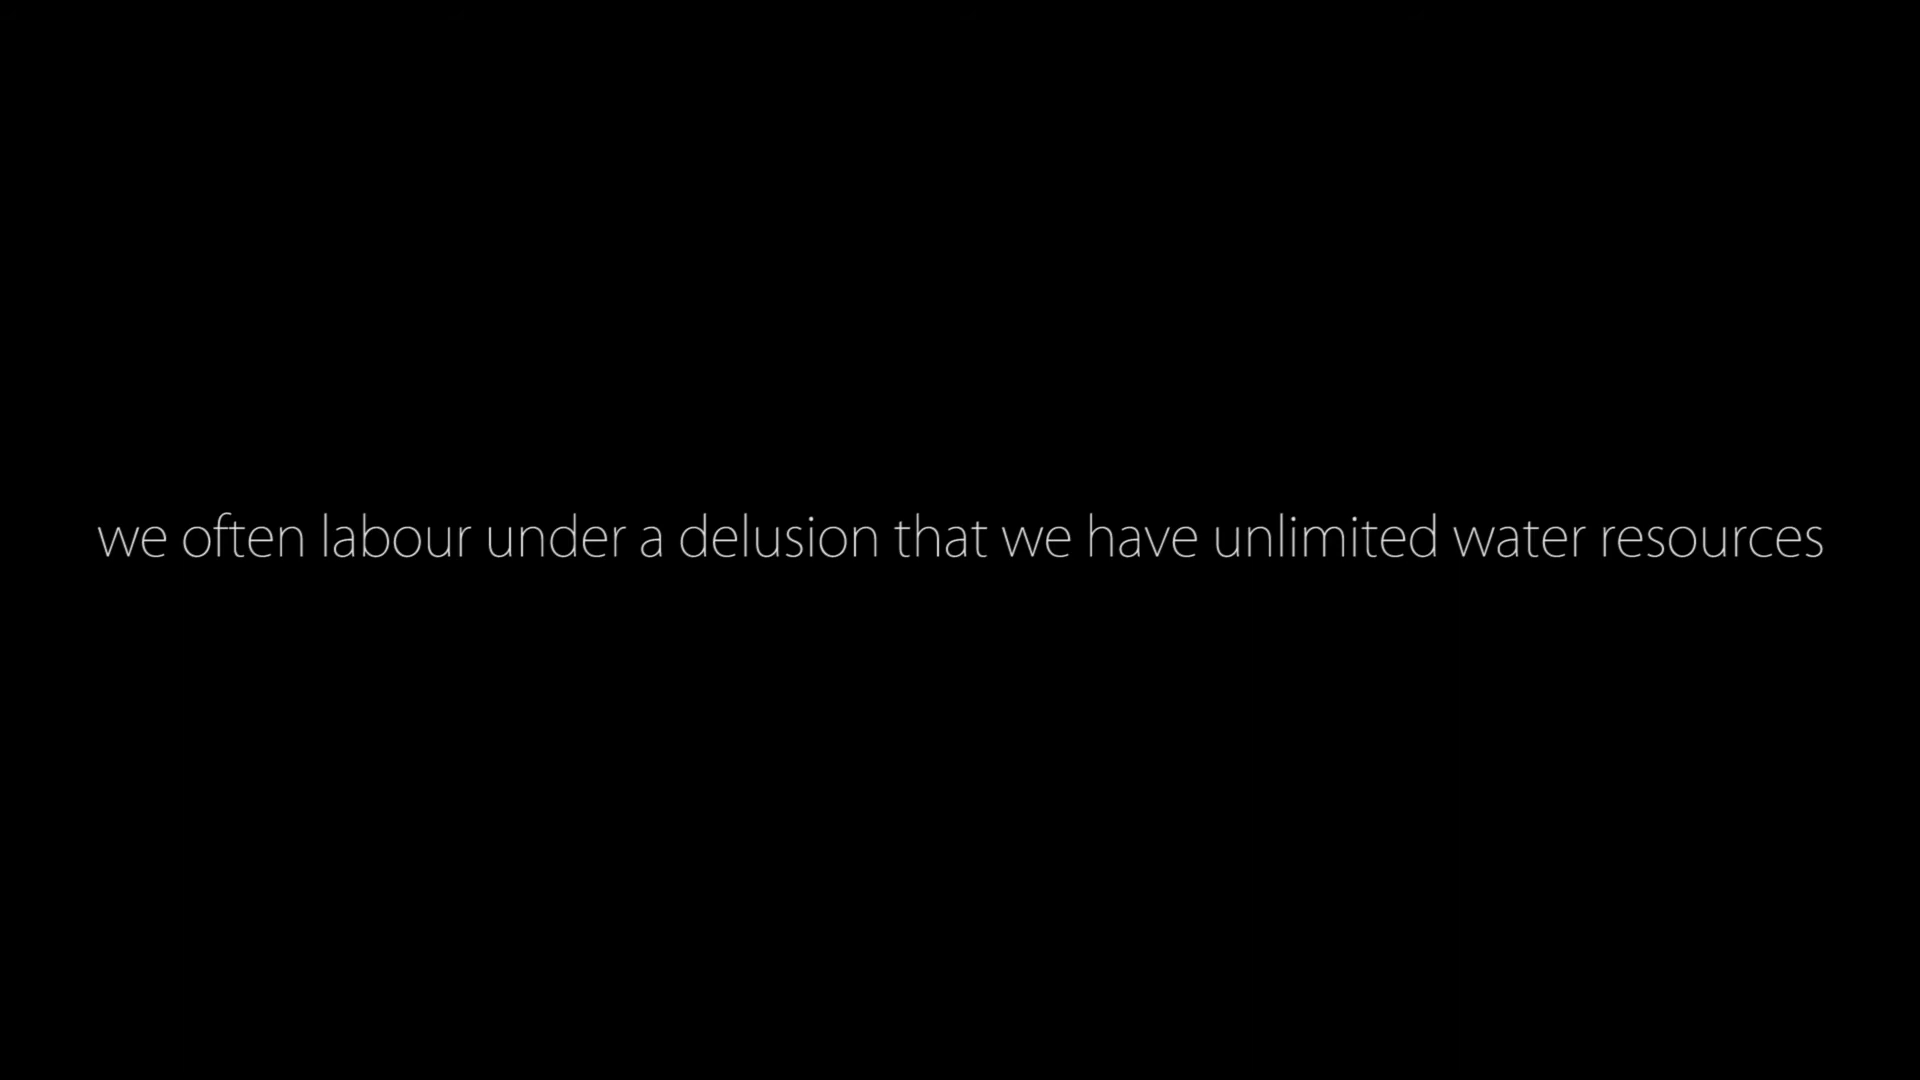 we often labour under a delusion that we have unlimited water resources